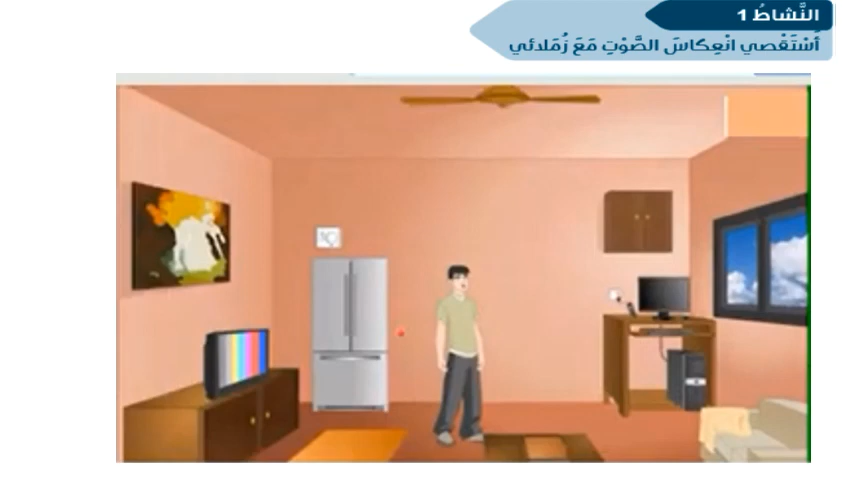 النَّشاطُ 1
أَسْتَقْصي انْعِكاسَ الصَّوْتِ مَعَ زُمَلائي